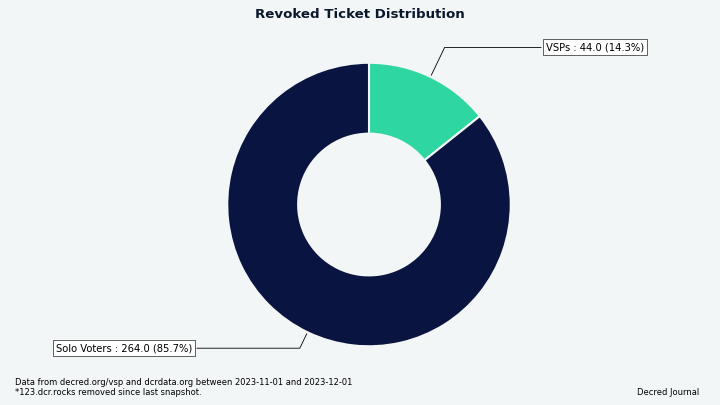 Revoked Ticket Distribution
VSPs : 44.0 (14.3%)
Solo Voters : 264.0 (85.7%)
Data from decred.org/vsp and dcrdata.org between 2023-11-01 and 2023-12-01
*123.dcr.rocks removed since last snapshot.
Decred Journal